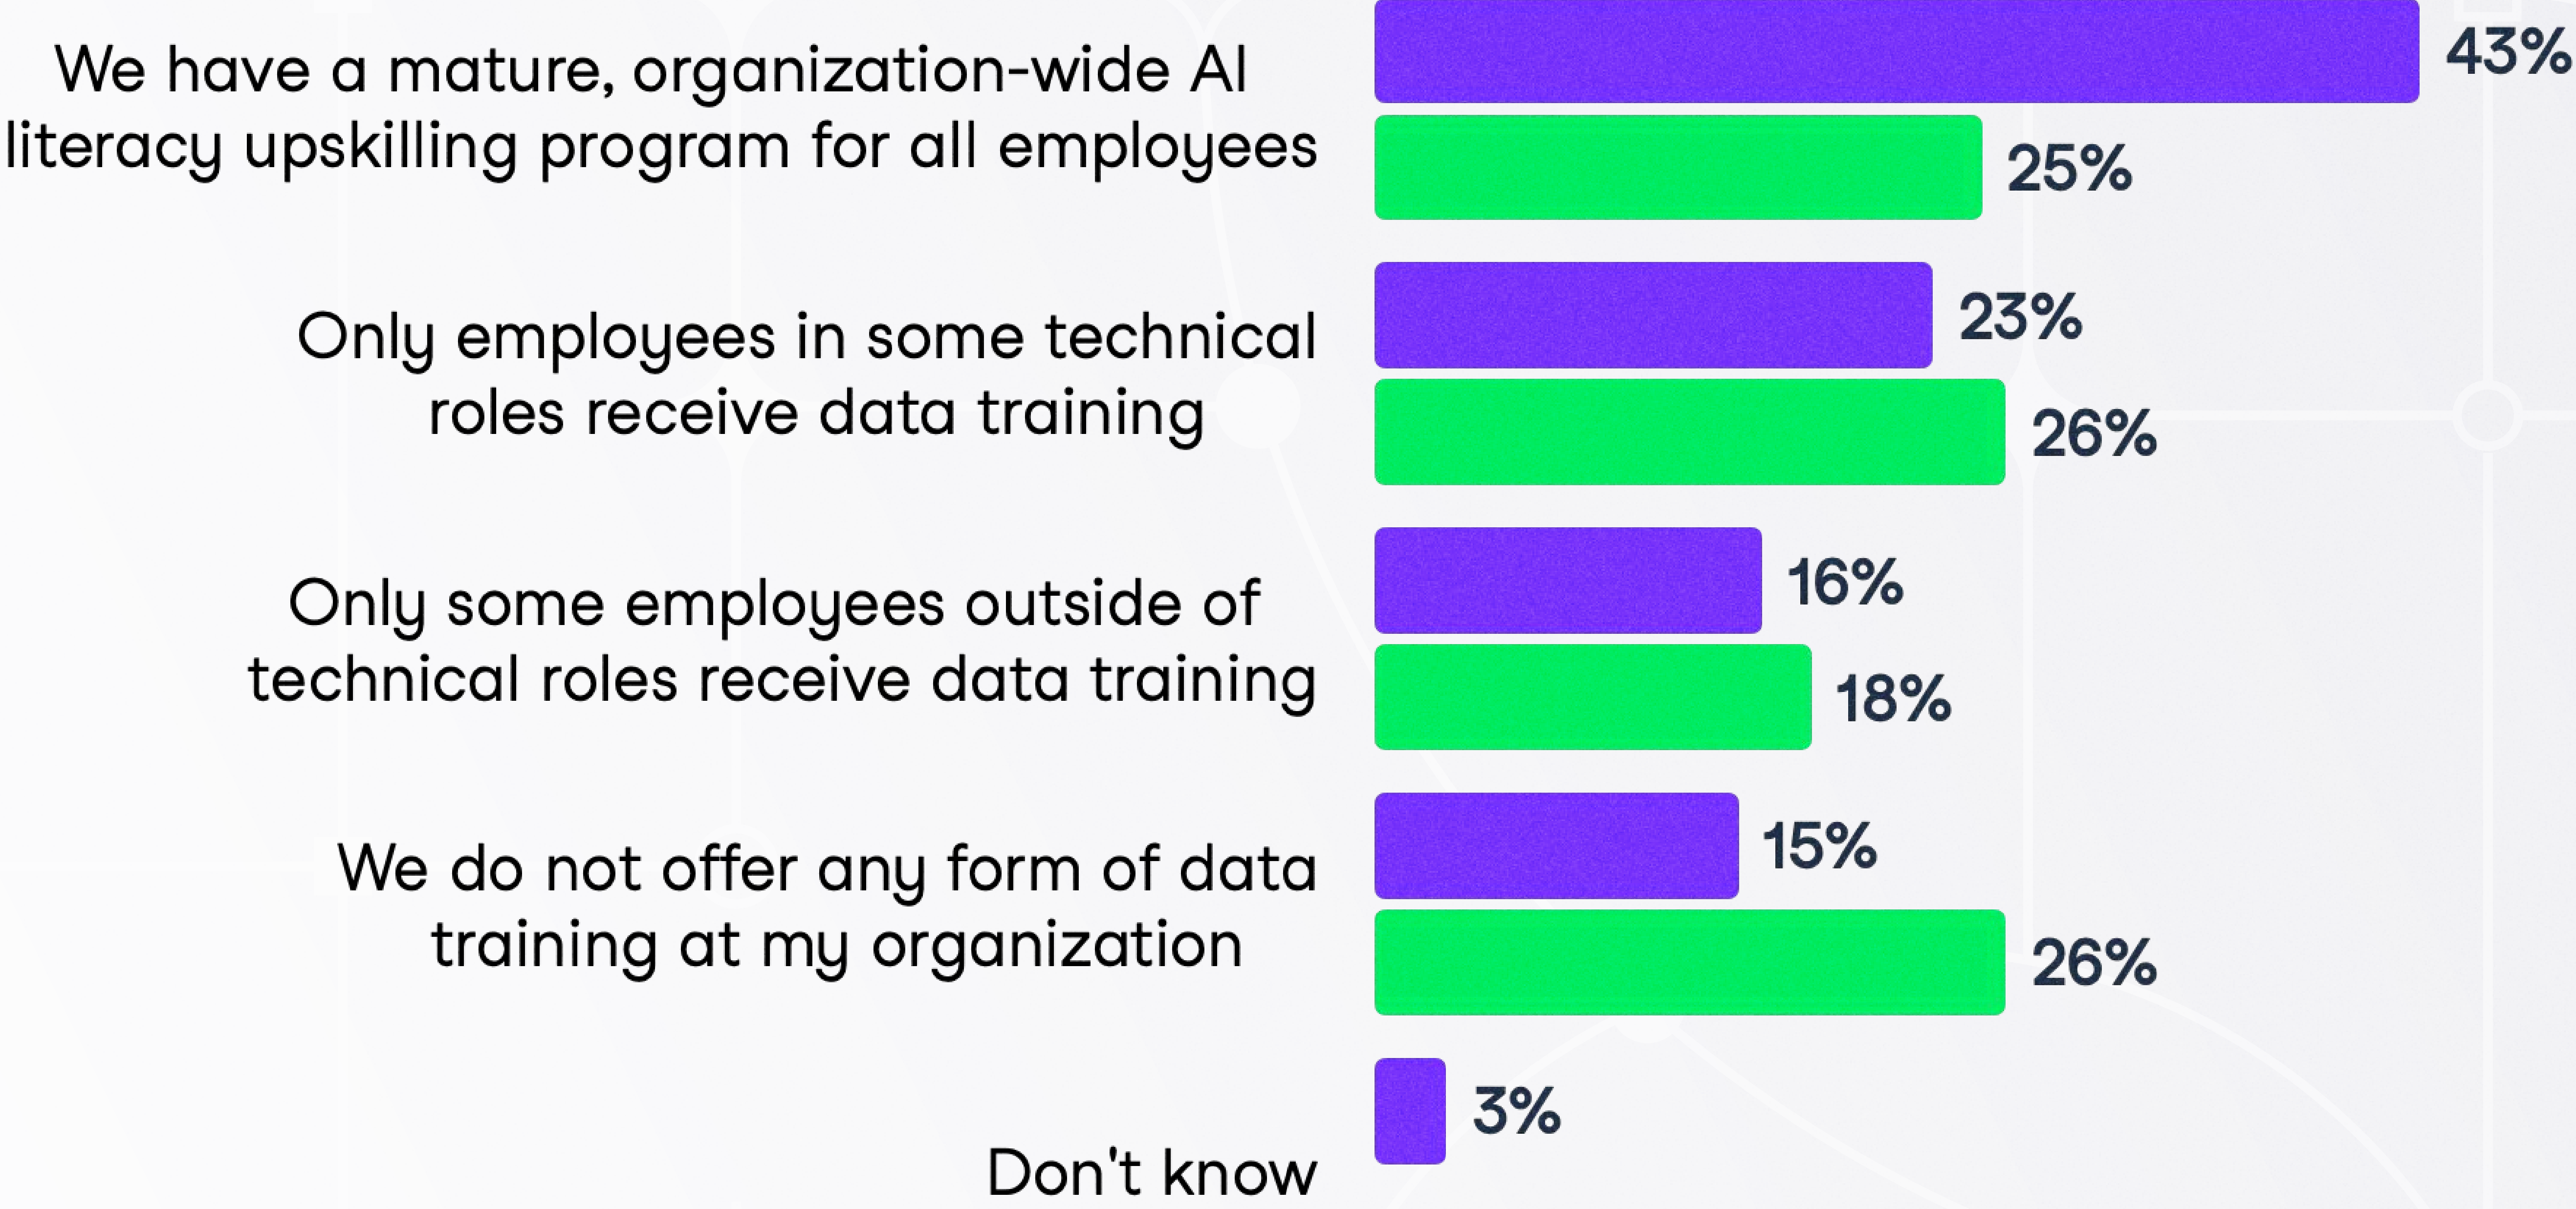 We have a mature, organization-wide AI
literacy upskilling program for all employees
43%
25%
Only employees in some technical
roles receive data training
23%
26%
Only some employees outside of
technical roles receive data training
16%
18%
We do not offer any form of data
training at my organization
15%
26%
Don't know
3%